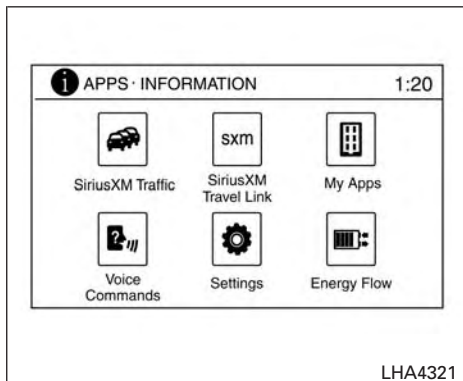 i APPS · INFORMATION 1:20
sxm
SiriusXM Traffic SiriusXM My Apps
Travel Link
?
Voice Settings Energy Flow
Commands
LHA4321